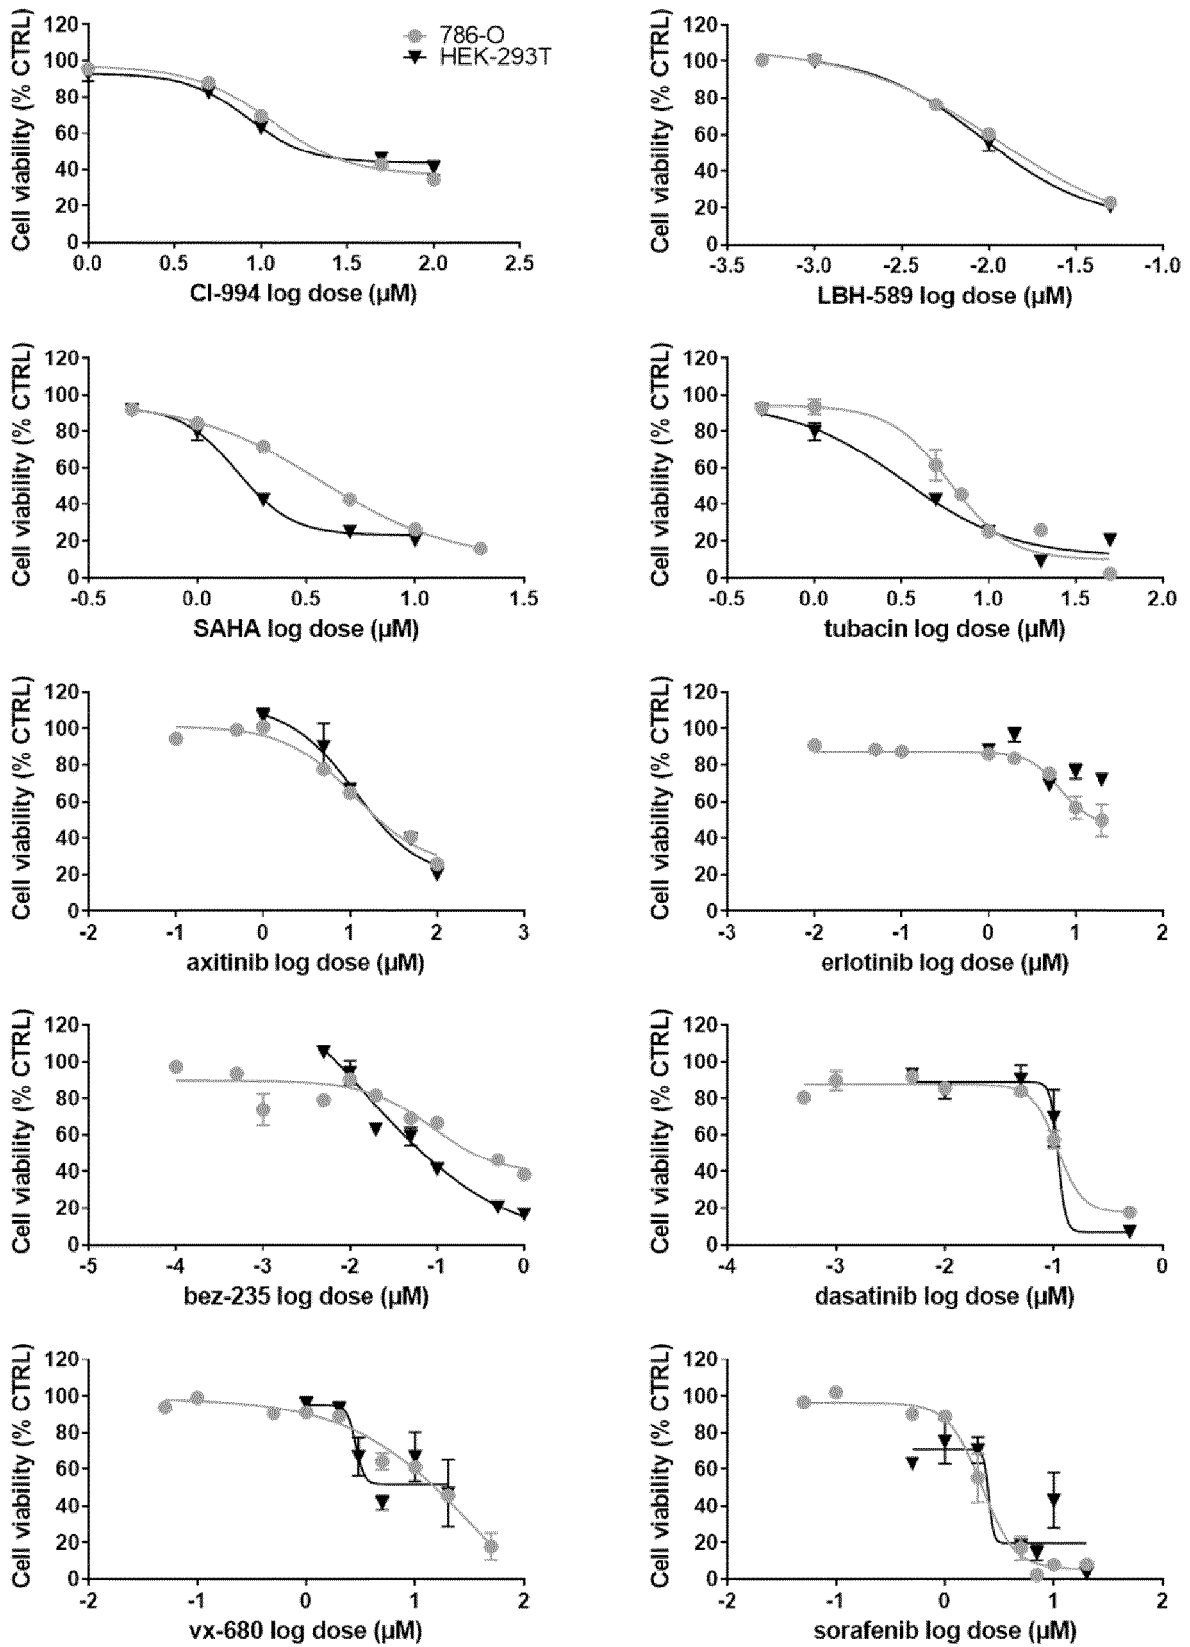 Cell viability (% CTRL)
120
100
80
60
40
20
0
786-O
HEK-293T
0.0 0.5 1.0 1.5 2.0 2.5
CI-994 log dose (µM)
Cell viability (% CTRL)
120
100
80
60
40
20
0
-3.5 -3.0 -2.5 -2.0 -1.5 -1.0
LBH-589 log dose (µM)
Cell viability (% CTRL)
120
100
80
60
40
20
0
-0.5 0.0 0.5 1.0 1.5
SAHA log dose (µM)
Cell viability (% CTRL)
120
100
80
60
40
20
0
-0.5 0.0 0.5 1.0 1.5 2.0
tubacin log dose (µM)
Cell viability (% CTRL)
120
100
80
60
40
20
0
-2 -1 0 1 2 3
axitinib log dose (µM)
Cell viability (% CTRL)
120
100
80
60
40
20
0
-3 -2 -1 0 1 2
erlotinib log dose (µM)
Cell viability (% CTRL)
120
100
80
60
40
20
0
-5 -4 -3 -2 -1 0
bez-235 log dose (µM)
Cell viability (% CTRL)
120
100
80
60
40
20
0
-4 -3 -2 -1 0
dasatinib log dose (µM)
Cell viability (% CTRL)
120
100
80
60
40
20
0
-2 -1 0 1 2
vx-680 log dose (µM)
Cell viability (% CTRL)
120
100
80
60
40
20
0
-2 -1 0 1 2
sorafenib log dose (µM)